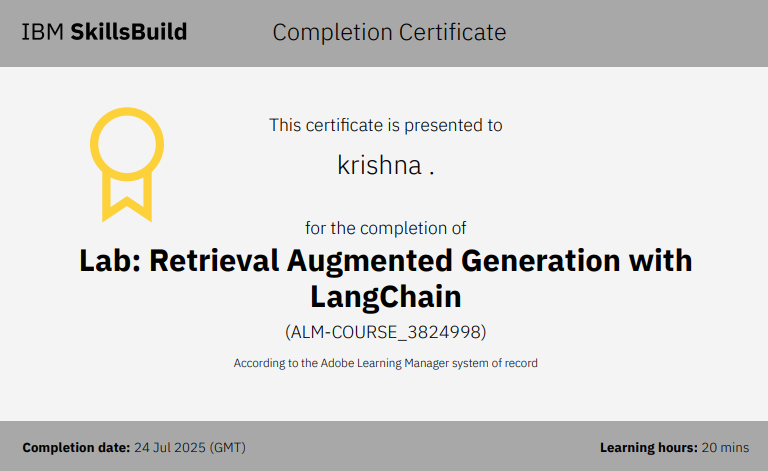 IBM SkillsBuild
Completion Certificate
This certificate is presented to
krishna .
for the completion of
Lab: Retrieval Augmented Generation with
LangChain
(ALM-COURSE_3824998)
According to the Adobe Learning Manager system of record
Completion date: 24 Jul 2025 (GMT)
Learning hours: 20 mins